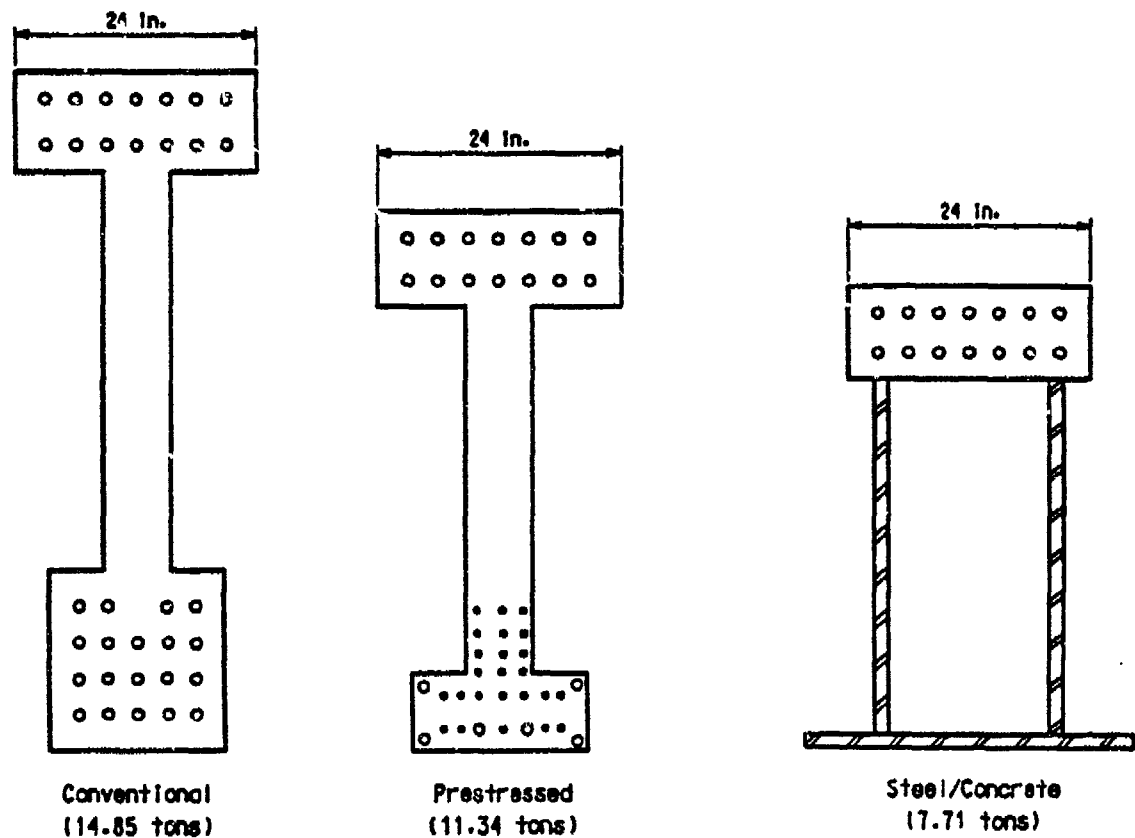 24 in.
24 in.
24 in.
Conventional
(14.85 tons)
Prestressed
(11.34 tons)
Steel/Concrete
(7.71 tons)